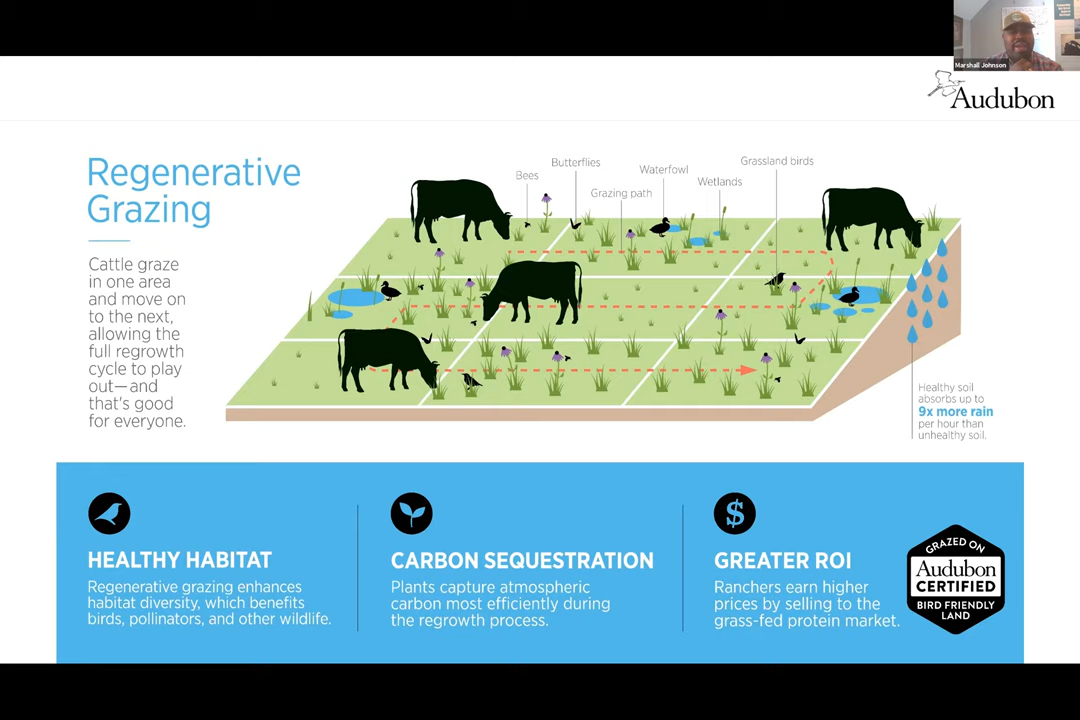 Marshall Johnson
Audubon
Regenerative
Grazing
Cattle graze
in one area
and move on
to the next,
allowing the
full regrowth
cycle to play
out—and
that's good
for everyone.
Bees
Butterflies
Grazing path
Waterfowl
Wetlands
Grassland birds
Healthy soil
absorbs up to
9x more rain
per hour than
unhealthy soil.
HEALTHY HABITAT
Regenerative grazing enhances
habitat diversity, which benefits
birds, pollinators, and other wildlife.
CARBON SEQUESTRATION
Plants capture atmospheric
carbon most efficiently during
the regrowth process.
$
GREATER ROI
Ranchers earn higher
prices by selling to the
grass-fed protein market.
GRAZED ON
Audubon
CERTIFIED
BIRD FRIENDLY
LAND